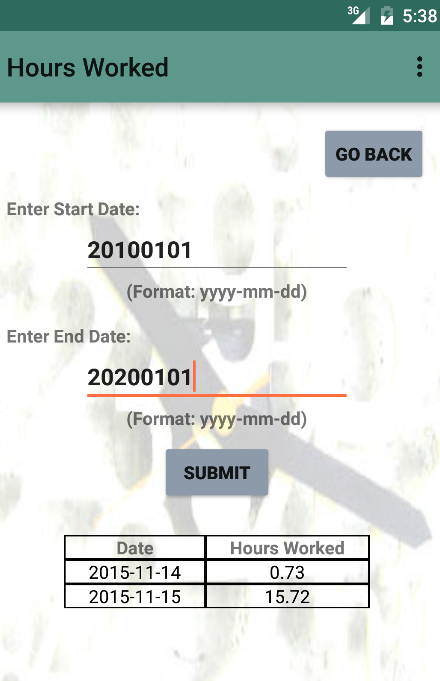 3G 5:38
Hours Worked
GO BACK
Enter Start Date:
20100101
(Format: yyyy-mm-dd)
Enter End Date:
20200101
(Format: yyyy-mm-dd)
SUBMIT
Date Hours Worked
2015-11-14 0.73
2015-11-15 15.72